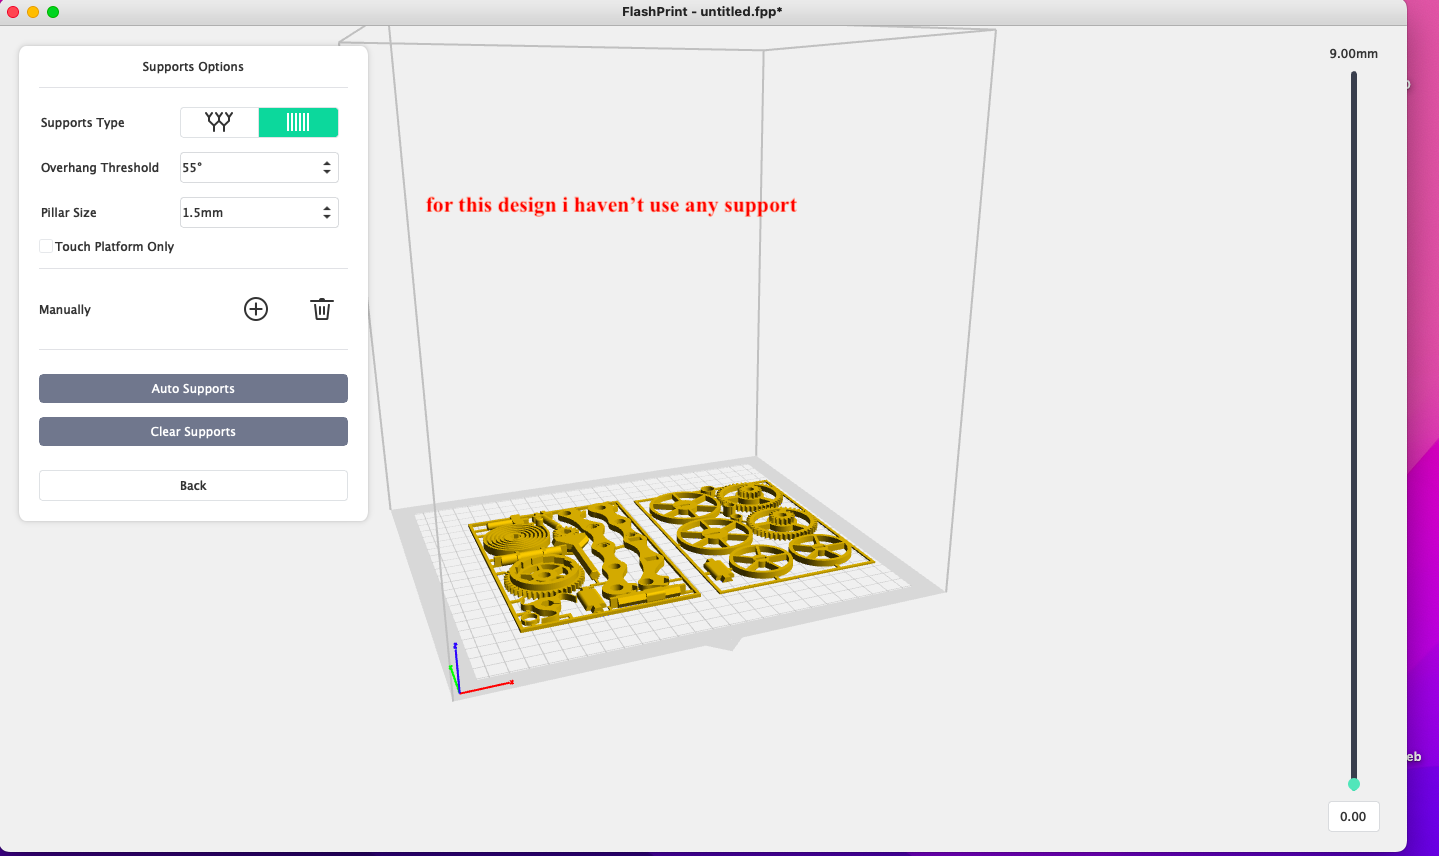 FlashPrint - untitled.fpp*
9.00mm
Supports Options
Supports Type
Overhang Threshold 55°
Pillar Size 1.5mm
Touch Platform Only
for this design i haven’t use any support
Manually
Auto Supports
Clear Supports
Back
eb
0.00